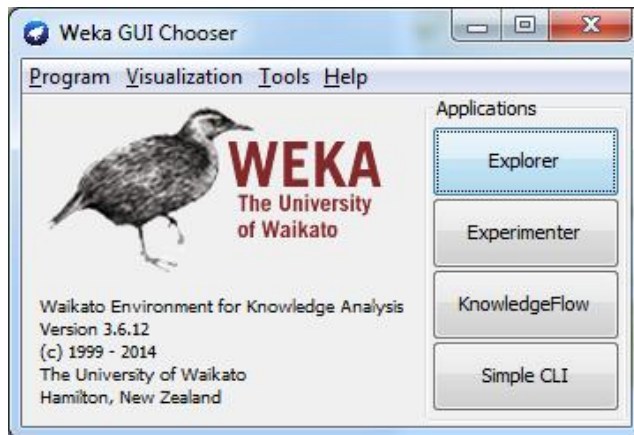 Weka GUI Chooser
Program Visualization Tools Help
WEKA
The University
of Waikato
Waikato Environment for Knowledge Analysis
Version 3.6.12
(c) 1999 - 2014
The University of Waikato
Hamilton, New Zealand
Applications
Explorer
Experimenter
KnowledgeFlow
Simple CLI